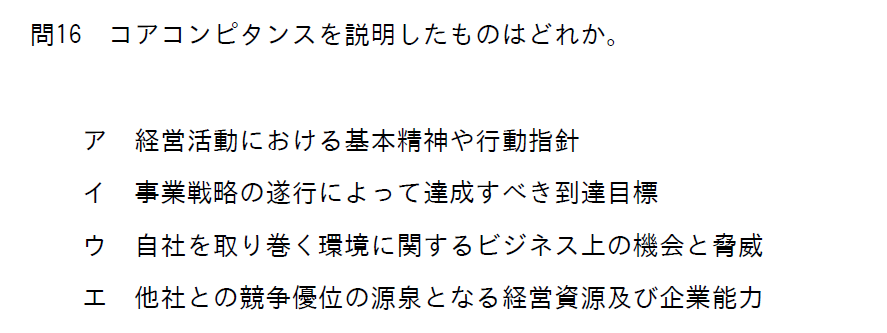 問16　コアコンピタンスを説明したものはどれか。
ア　経営活動における基本精神や行動指針
イ　事業戦略の遂行によって達成すべき到達目標
ウ　自社を取り巻く環境に関するビジネス上の機会と脅威
エ　他社との競争優位の源泉となる経営資源及び企業能力